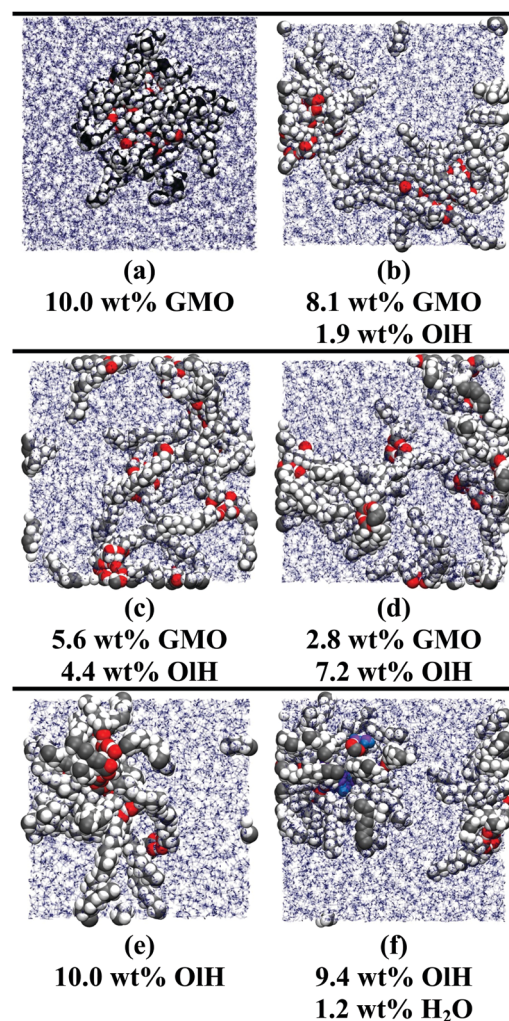 (a)
10.0 wt% GMO
(b)
8.1 wt% GMO
1.9 wt% OlH
(c)
5.6 wt% GMO
4.4 wt% OlH
(d)
2.8 wt% GMO
7.2 wt% OlH
(e)
10.0 wt% OlH
(f)
9.4 wt% OlH
1.2 wt% H₂O